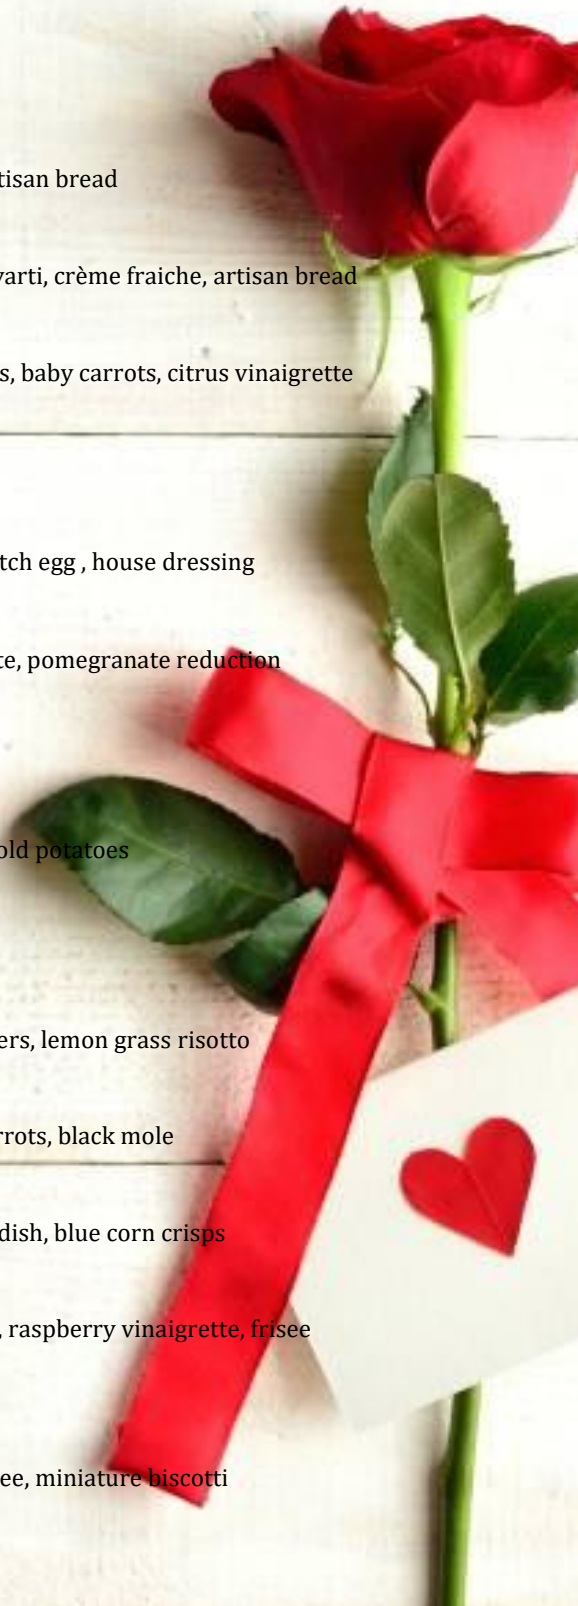 tisan bread
varti, crème fraiche, artisan bread
s, baby carrots, citrus vinaigrette
tch egg , house dressing
te, pomegranate reduction
old potatoes
ers, lemon grass risotto
rrots, black mole
dish, blue corn crisps
, raspberry vinaigrette, frisee
ee, miniature biscotti